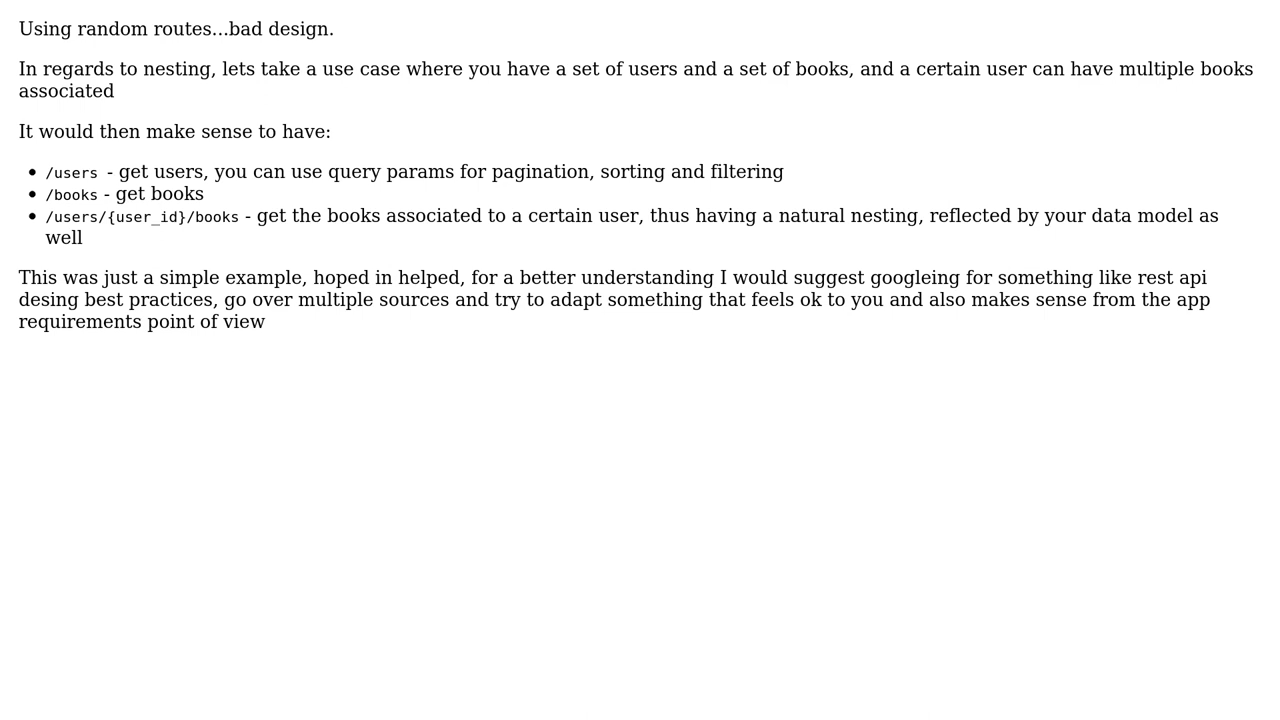 Using random routes...bad design.
In regards to nesting, lets take a use case where you have a set of users and a set of books, and a certain user can have multiple books
associated
It would then make sense to have:
• /users - get users, you can use query params for pagination, sorting and filtering
• /books - get books
• /users/{user_id}/books - get the books associated to a certain user, thus having a natural nesting, reflected by your data model as
well
This was just a simple example, hoped in helped, for a better understanding I would suggest googleing for something like rest api
desing best practices, go over multiple sources and try to adapt something that feels ok to you and also makes sense from the app
requirements point of view